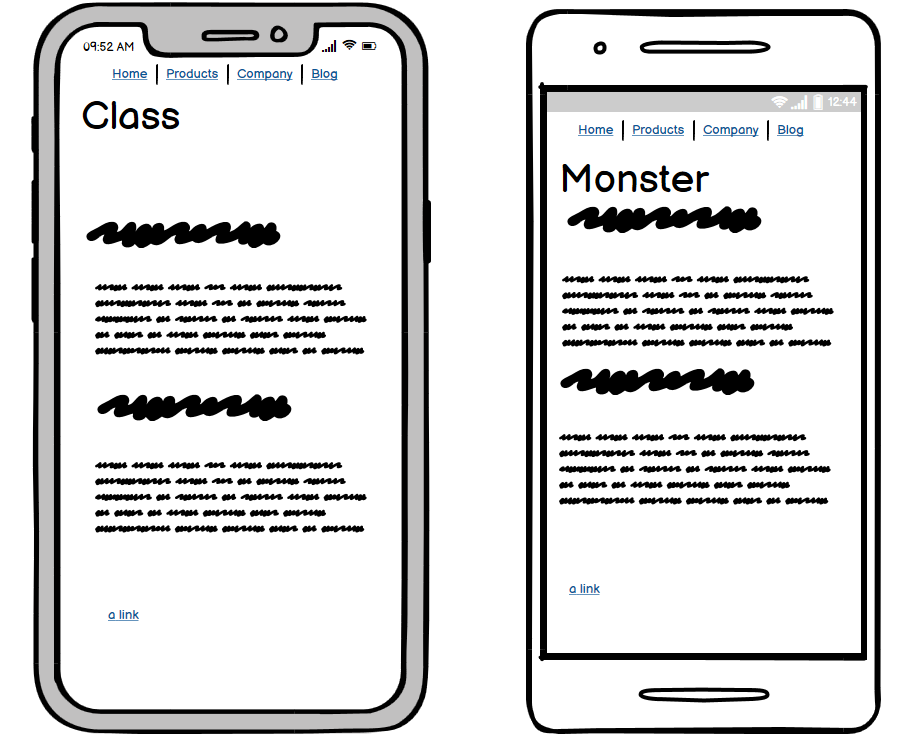 09:52 AM
Home Products Company Blog
Class
a link
12:44
Home Products Company Blog
Monster
a link